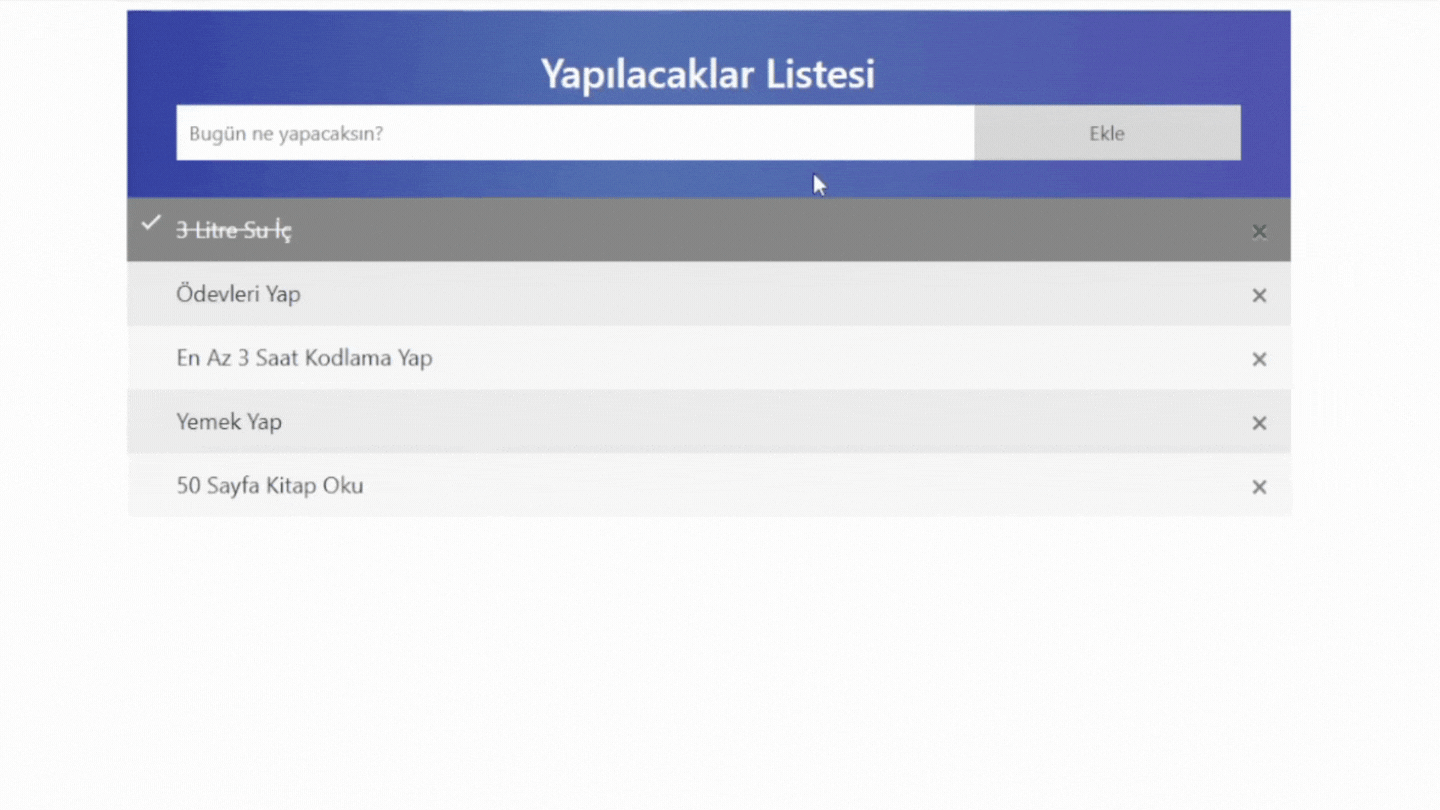 Yapılacaklar Listesi
Bugün ne yapacaksın?
Ekle
3 Litre Su İç
Ödevleri Yap
En Az 3 Saat Kodlama Yap
Yemek Yap
50 Sayfa Kitap Oku